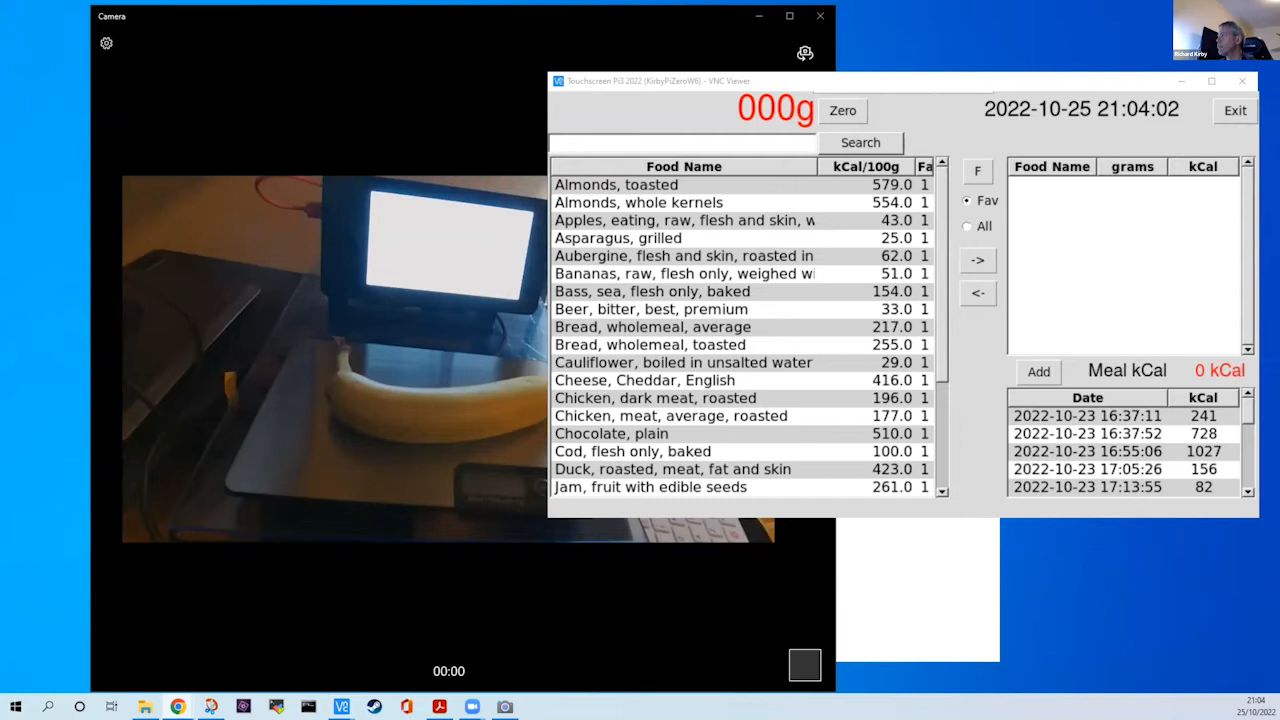 Camera
Richard Kirby
Touchscreen Pi3 2022 (KirbyPiZeroW6) - VNC Viewer
000g Zero 2022-10-25 21:04:02 Exit
Search
Food Name kCal/100g Fa
Almonds, toasted 579.0 1
Almonds, whole kernels 554.0 1
Apples, eating, raw, flesh and skin, w 43.0 1
Asparagus, grilled 25.0 1
Aubergine, flesh and skin, roasted in 62.0 1
Bananas, raw, flesh only, weighed wi 51.0 1
Bass, sea, flesh only, baked 154.0 1
Beer, bitter, best, premium 33.0 1
Bread, wholemeal, average 217.0 1
Bread, wholemeal, toasted 255.0 1
Cauliflower, boiled in unsalted water 29.0 1
Cheese, Cheddar, English 416.0 1
Chicken, dark meat, roasted 196.0 1
Chicken, meat, average, roasted 177.0 1
Chocolate, plain 510.0 1
Cod, flesh only, baked 100.0 1
Duck, roasted, meat, fat and skin 423.0 1
Jam, fruit with edible seeds 261.0 1
F
Fav
All
->
<-
Food Name grams kCal
Add Meal kCal 0 kCal
Date kCal
2022-10-23 16:37:11 241
2022-10-23 16:37:52 728
2022-10-23 16:55:06 1027
2022-10-23 17:05:26 156
2022-10-23 17:13:55 82
00:00
21:04
25/10/2022